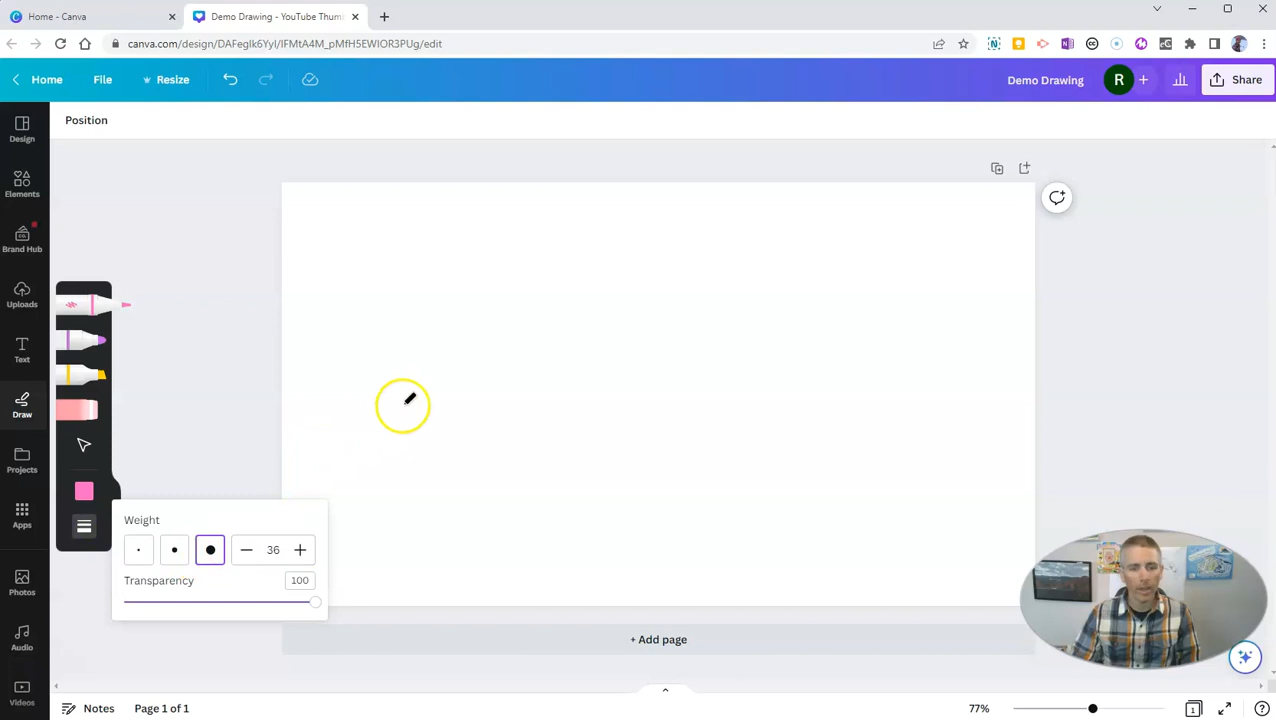 Home - Canva
Demo Drawing - YouTube Thum
canva.com/design/DAFegIk6YyI/IFMtA4M_pMfH5EWIOR3PUg/edit
Home
File
Resize
Demo Drawing
R
Share
Position
Design
Elements
Brand Hub
Uploads
Text
Draw
Projects
Apps
Photos
Audio
Videos
Weight
36
Transparency
100
+ Add page
Notes
Page 1 of 1
77%
1